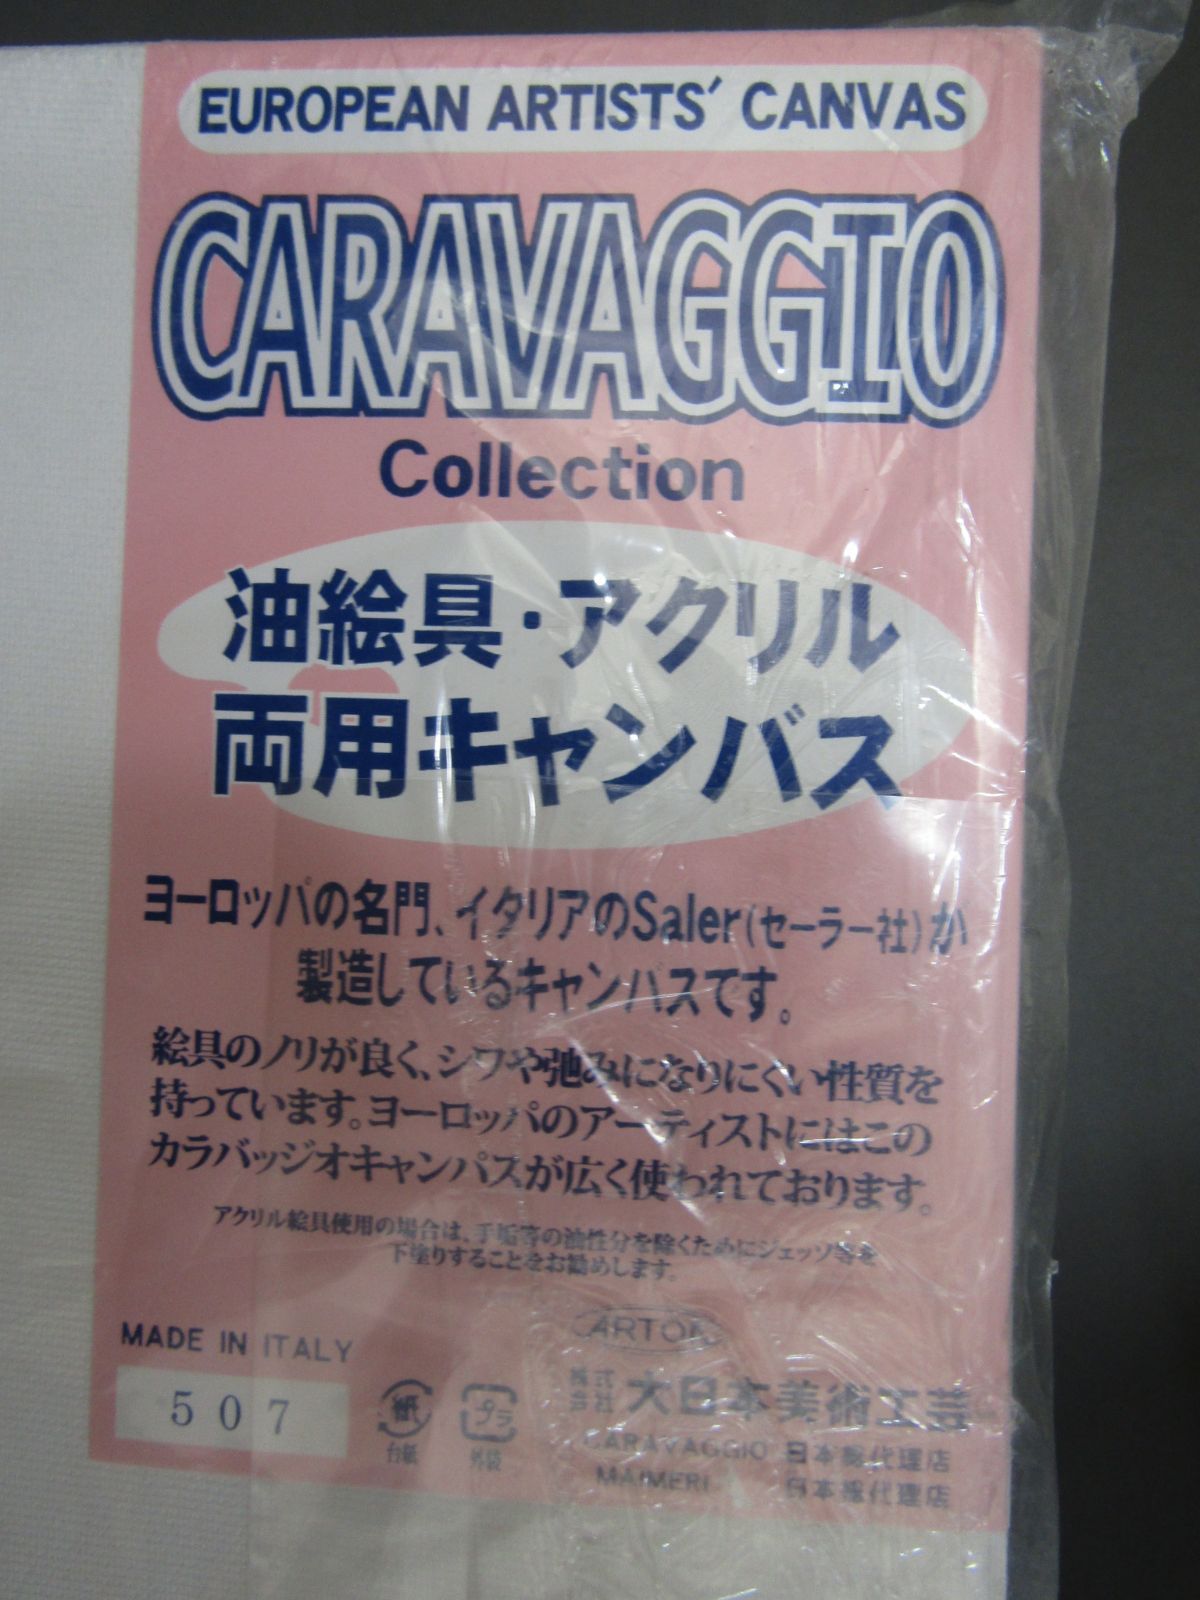 EUROPEAN ARTISTS' CANVAS
CARAVAGGIO
Collection
油絵具・アクリル
両用キャンバス
ヨーロッパの名門、イタリアのSaler(セーラー社)が
製造しているキャンバスです。
絵具のノリが良く、シワや弛みになりにくい性質を
持っています。ヨーロッパのアーティストにはこの
カラバッジオキャンバスが広く使われております。
アクリル絵具使用の場合は、手垢等の油性分を除くためにジェッソ等を
下塗りすることをお勧めします。
MADE IN ITALY
507
紙
台紙
プラ
外袋
ARTON
株式会社 大日本美術工芸
CARAVAGGIO 日本総代理店
MAIMERI 日本総代理店